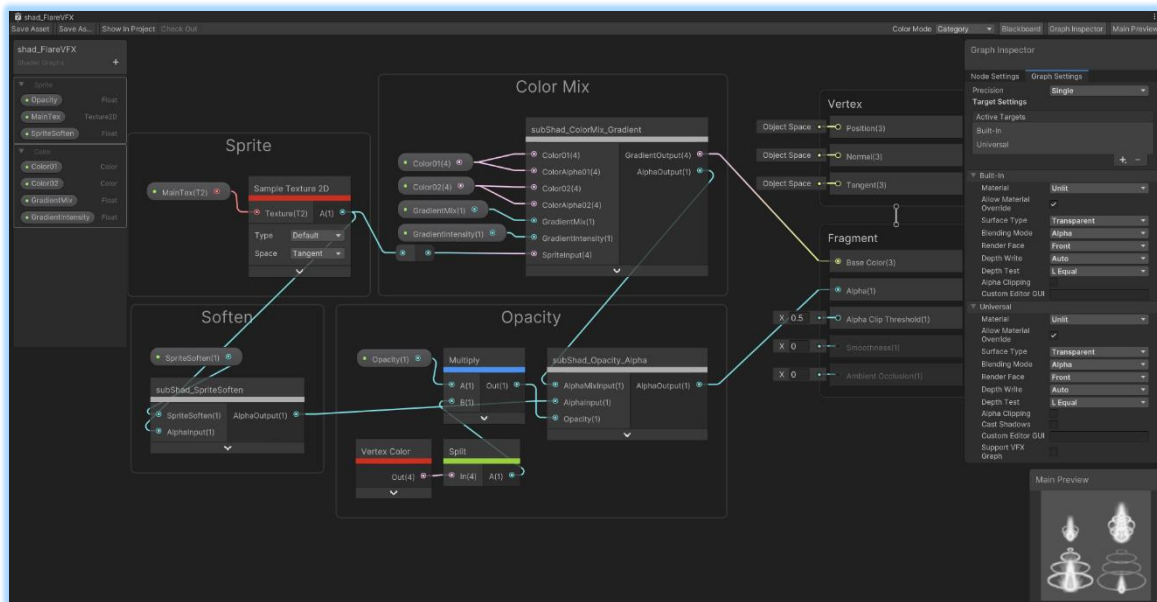 shad_FlareVFX
Save Asset Save As... Show In Project Check Out Color Mode Category Blackboard Graph Inspector Main Preview
shad_FlareVFX
Shader Graphs +
Sprite
Opacity Float
MainTex Texture2D
SpriteSoften Float
Color
Color01 Color
Color02 Color
GradientMix Float
GradientIntensity Float
Sprite
MainTex(T2)
Sample Texture 2D
Texture(T2) A(1)
Type Default
Space Tangent
Color Mix
Color01(4)
Color02(4)
GradientMix(1)
GradientIntensity(1)
subShad_ColorMix_Gradient
Color01(4) GradientOutput(4)
ColorAlpha01(4) AlphaOutput(1)
Color02(4)
ColorAlpha02(4)
GradientMix(1)
GradientIntensity(1)
SpriteInput(4)
Soften
SpriteSoften(1)
subShad_SpriteSoften
SpriteSoften(1) AlphaOutput(1)
AlphaInput(1)
Opacity
Opacity(1)
Multiply
A(1) Out(1)
B(1)
subShad_Opacity_Alpha
AlphaMixInput(1) AlphaOutput(1)
AlphaInput(1)
Opacity(1)
Vertex Color
Out(4)
Split
In(4) A(1)
Vertex
Object Space Position(3)
Object Space Normal(3)
Object Space Tangent(3)
Fragment
Base Color(3)
Alpha(1)
X 0.5 Alpha Clip Threshold(1)
X 0 Smoothness(1)
X 0 Ambient Occlusion(1)
Graph Inspector
Node Settings Graph Settings
Precision Single
Target Settings
Active Targets
Built-In
Universal
+ -
Built-In
Material Unlit
Allow Material
Override
Surface Type Transparent
Blending Mode Alpha
Render Face Front
Depth Write Auto
Depth Test L Equal
Alpha Clipping
Custom Editor GUI
Universal
Material Unlit
Allow Material
Override
Surface Type Transparent
Blending Mode Alpha
Render Face Front
Depth Write Auto
Depth Test L Equal
Alpha Clipping
Cast Shadows
Custom Editor GUI
Support VFX
Graph
Main Preview